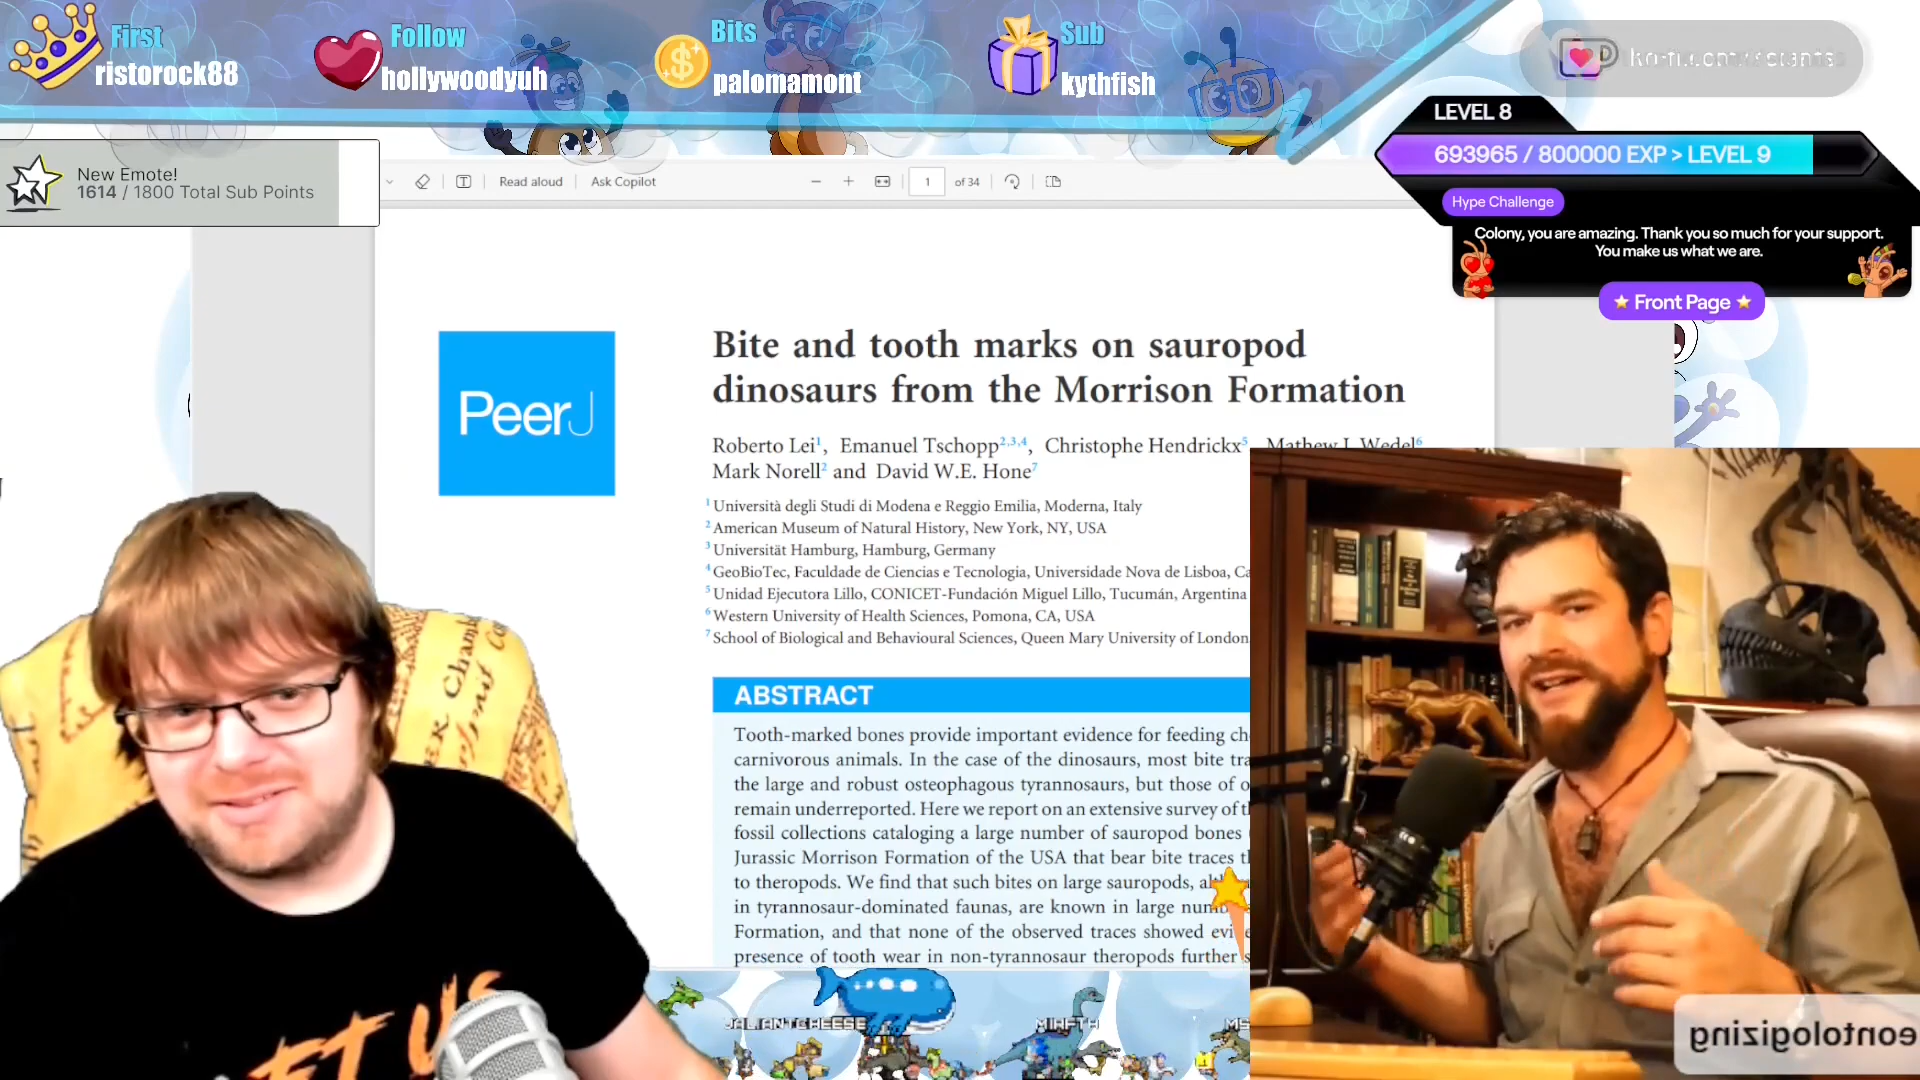 First
ristorock88
Follow
hollywoodyuh
Bits
palomamont
Sub
kythfish
LEVEL 8
693965 / 800000 EXP > LEVEL 9
Hype Challenge
Colony, you are amazing. Thank you so much for your support.
You make us what we are.
Front Page
New Emote!
1614 / 1800 Total Sub Points
Read aloud
Ask Copilot
1 of 34
PeerJ
Bite and tooth marks on sauropod
dinosaurs from the Morrison Formation
Roberto Lei1, Emanuel Tschopp2,3,4, Christophe Hendrickx5 Mathew J. Wedel6
Mark Norell2 and David W.E. Hone7
1 Università degli Studi di Modena e Reggio Emilia, Moderna, Italy
2 American Museum of Natural History, New York, NY, USA
3 Universität Hamburg, Hamburg, Germany
4 GeoBioTec, Faculdade de Ciencias e Tecnologia, Universidade Nova de Lisboa, Ca
5 Unidad Ejecutora Lillo, CONICET-Fundación Miguel Lillo, Tucumán, Argentina
6 Western University of Health Sciences, Pomona, CA, USA
7 School of Biological and Behavioural Sciences, Queen Mary University of London
ABSTRACT
Tooth-marked bones provide important evidence for feeding ch
carnivorous animals. In the case of the dinosaurs, most bite tra
the large and robust osteophagous tyrannosaurs, but those of o
remain underreported. Here we report on an extensive survey of t
fossil collections cataloging a large number of sauropod bones
Jurassic Morrison Formation of the USA that bear bite traces t
to theropods. We find that such bites on large sauropods,
in tyrannosaur-dominated faunas, are known in large
Formation, and that none of the observed traces showed
presence of tooth wear in non-tyrannosaur theropods further
MIAFTA
MS
eontologizing